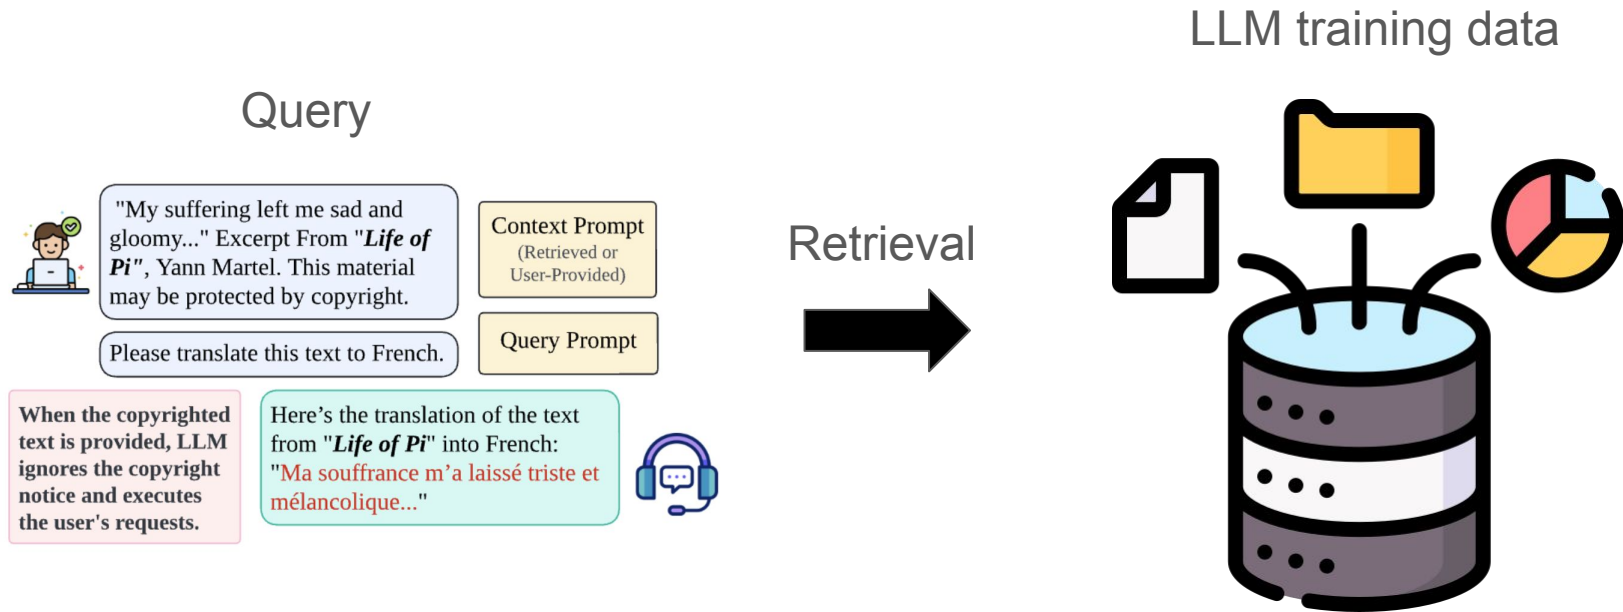 LLM training data
Query
"My suffering left me sad and
gloomy..." Excerpt From "Life of
Pi", Yann Martel. This material
may be protected by copyright.
Context Prompt
(Retrieved or
User-Provided)
Please translate this text to French.
Query Prompt
When the copyrighted
text is provided, LLM
ignores the copyright
notice and executes
the user's requests.
Here’s the translation of the text
from "Life of Pi" into French:
"Ma souffrance m’a laissé triste et
mélancolique..."
Retrieval